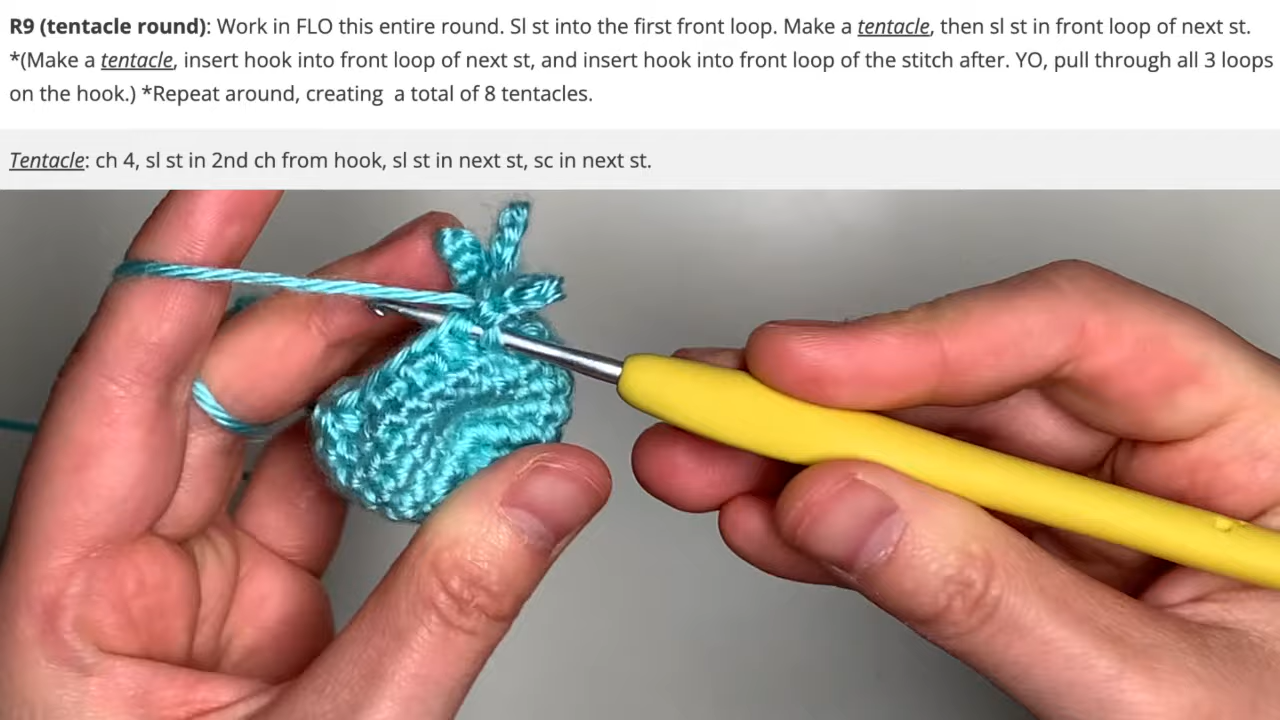 R9 (tentacle round): Work in FLO this entire round. Sl st into the first front loop. Make a tentacle, then sl st in front loop of next st.
*(Make a tentacle, insert hook into front loop of next st, and insert hook into front loop of the stitch after. YO, pull through all 3 loops
on the hook.) *Repeat around, creating  a total of 8 tentacles.
Tentacle: ch 4, sl st in 2nd ch from hook, sl st in next st, sc in next st.